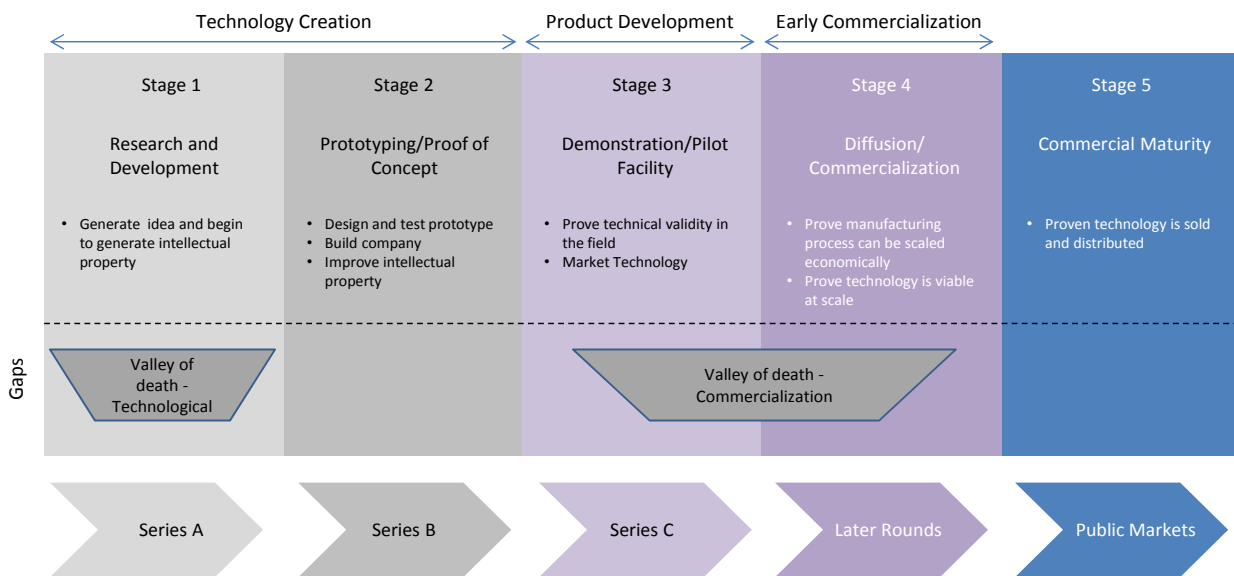 Technology Creation
Product Development
Early Commercialization
Stage 1
Stage 2
Stage 3
Stage 4
Stage 5
Research and
Development
Prototyping/Proof of
Concept
Demonstration/Pilot
Facility
Diffusion/
Commercialization
Commercial Maturity
• Generate idea and begin
to generate intellectual
property
• Design and test prototype
• Build company
• Improve intellectual
property
• Prove technical validity in
the field
• Market Technology
• Prove manufacturing
process can be scaled
economically
• Prove technology is viable
at scale
• Proven technology is sold
and distributed
Gaps
Valley of
death -
Technological
Valley of death -
Commercialization
Series A
Series B
Series C
Later Rounds
Public Markets